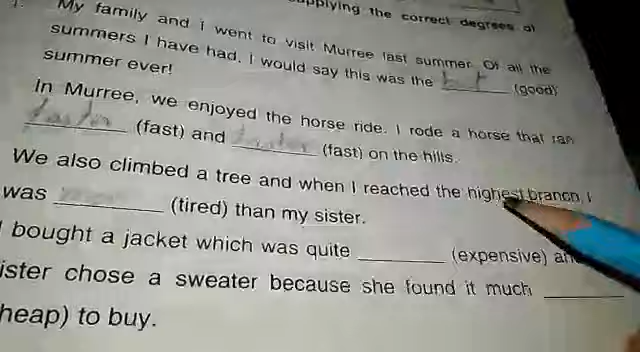 supplying the correct degrees of
1. My family and I went to visit Murree last summer. Of all the
summers I have had, I would say this was the best (good)
summer ever!
In Murree, we enjoyed the horse ride. I rode a horse that ran
faster (fast) and faster (fast) on the hills.
We also climbed a tree and when I reached the highest branch, I
was ________ (tired) than my sister.
I bought a jacket which was quite ________ (expensive) an
ister chose a sweater because she found it much ________
heap) to buy.